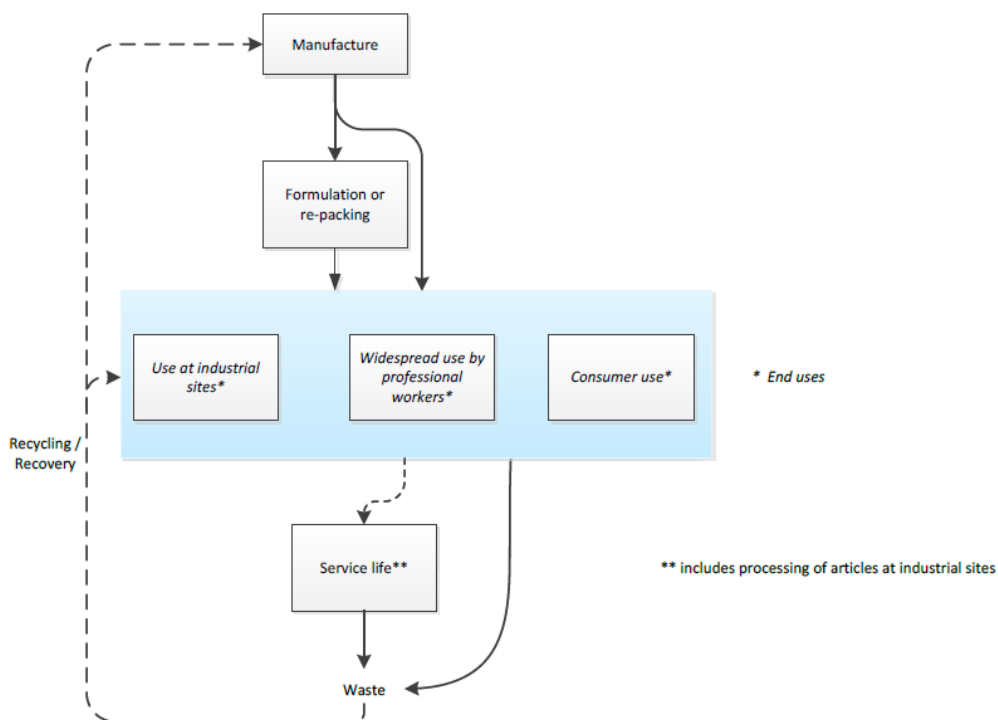 Manufacture
Formulation or
re-packing
Use at industrial
sites*
Widespread use by
professional
workers*
Consumer use*
* End uses
Recycling /
Recovery
Service life**
** includes processing of articles at industrial sites
Waste